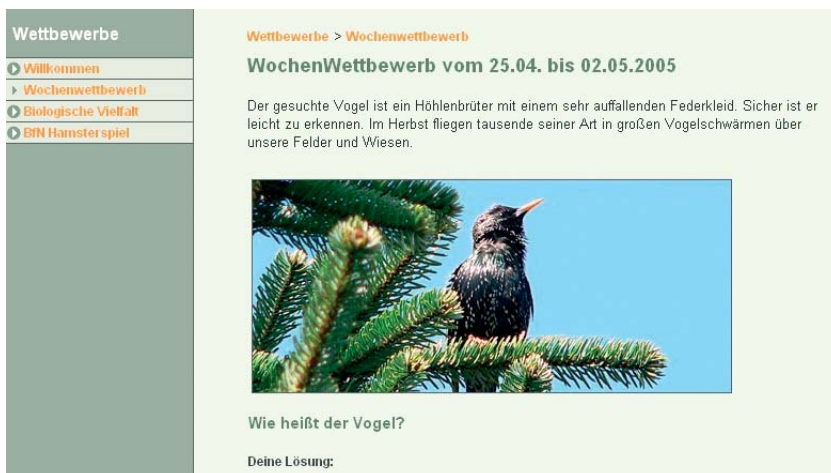 Wettbewerbe
Willkommen
Wochenwettbewerb
Biologische Vielfalt
BfN Hamsterspiel
Wettbewerbe > Wochenwettbewerb
WochenWettbewerb vom 25.04. bis 02.05.2005
Der gesuchte Vogel ist ein Höhlenbrüter mit einem sehr auffallenden Federkleid. Sicher ist er
leicht zu erkennen. Im Herbst fliegen tausende seiner Art in großen Vogelschwärmen über
unsere Felder und Wiesen.
Wie heißt der Vogel?
Deine Lösung: